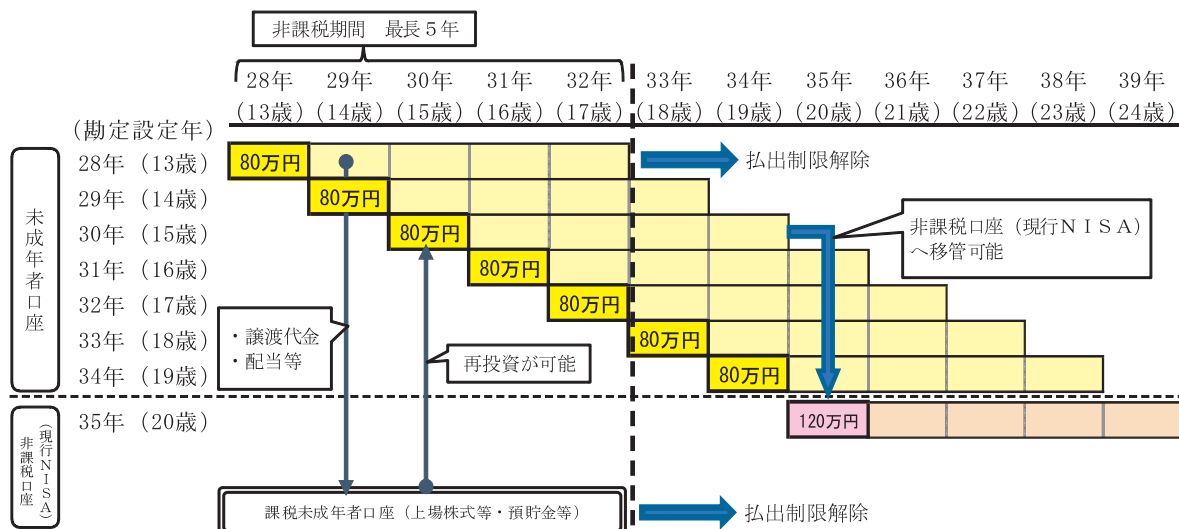 非課税期間　最長５年
28年 29年 30年 31年 32年 33年 34年 35年 36年 37年 38年 39年
(13歳) (14歳) (15歳) (16歳) (17歳) (18歳) (19歳) (20歳) (21歳) (22歳) (23歳) (24歳)
(勘定設定年)
未成年者口座
28年 (13歳) 80万円 払出制限解除
29年 (14歳) 80万円
30年 (15歳) 80万円
非課税口座（現行ＮＩＳＡ）
へ移管可能
31年 (16歳) 80万円
32年 (17歳) 80万円
33年 (18歳) 80万円
・譲渡代金
・配当等
再投資が可能
34年 (19歳) 80万円
非課税口座
（現行ＮＩＳＡ）
35年 (20歳) 120万円
課税未成年者口座（上場株式等・預貯金等） 払出制限解除